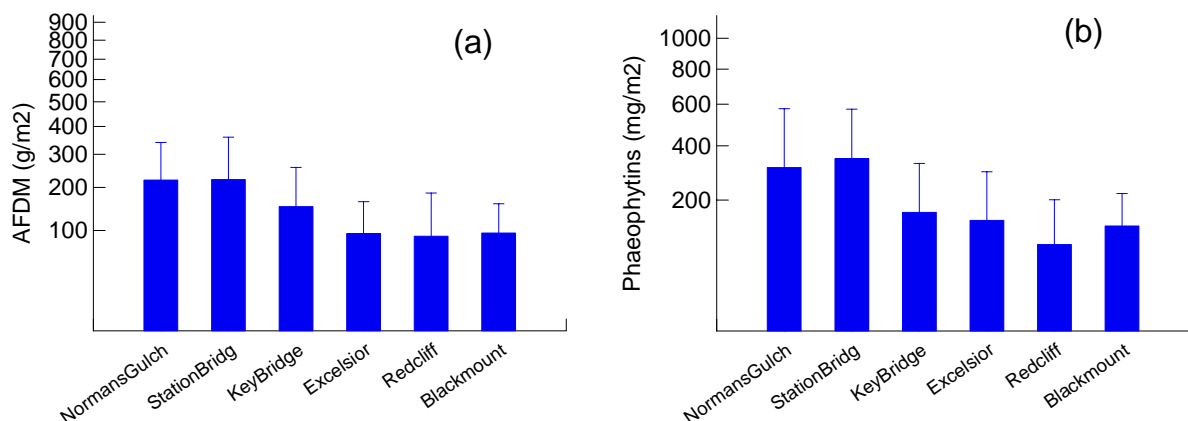 (a)
AFDM (g/m2)
900
800
700
600
500
400
300
200
100
NormansGulch
StationBridg
KeyBridge
Excelsior
Redcliff
Blackmount
(b)
Phaeophytins (mg/m2)
1000
800
600
400
200
NormansGulch
StationBridg
KeyBridge
Excelsior
Redcliff
Blackmount